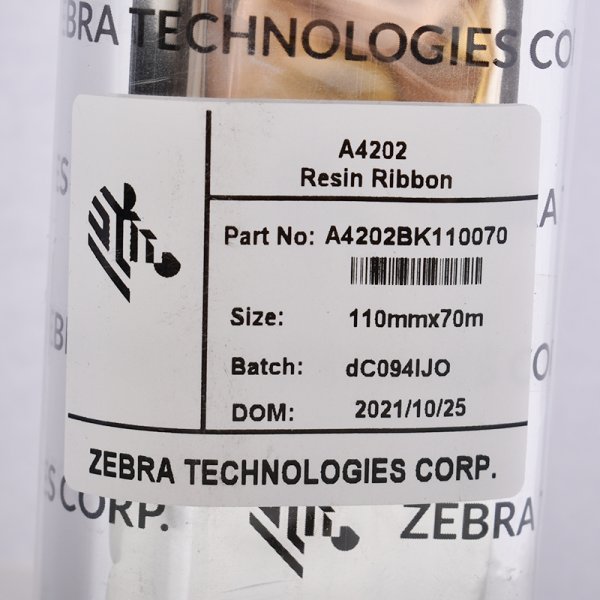 ZEBRA TECHNOLOGIES CO
A4202
Resin Ribbon
Part No: A4202BK110070
Size: 110mmx70m
Batch: dC094IJO
DOM: 2021/10/25
ZEBRA TECHNOLOGIES CORP.
CORP.
ZEBRA